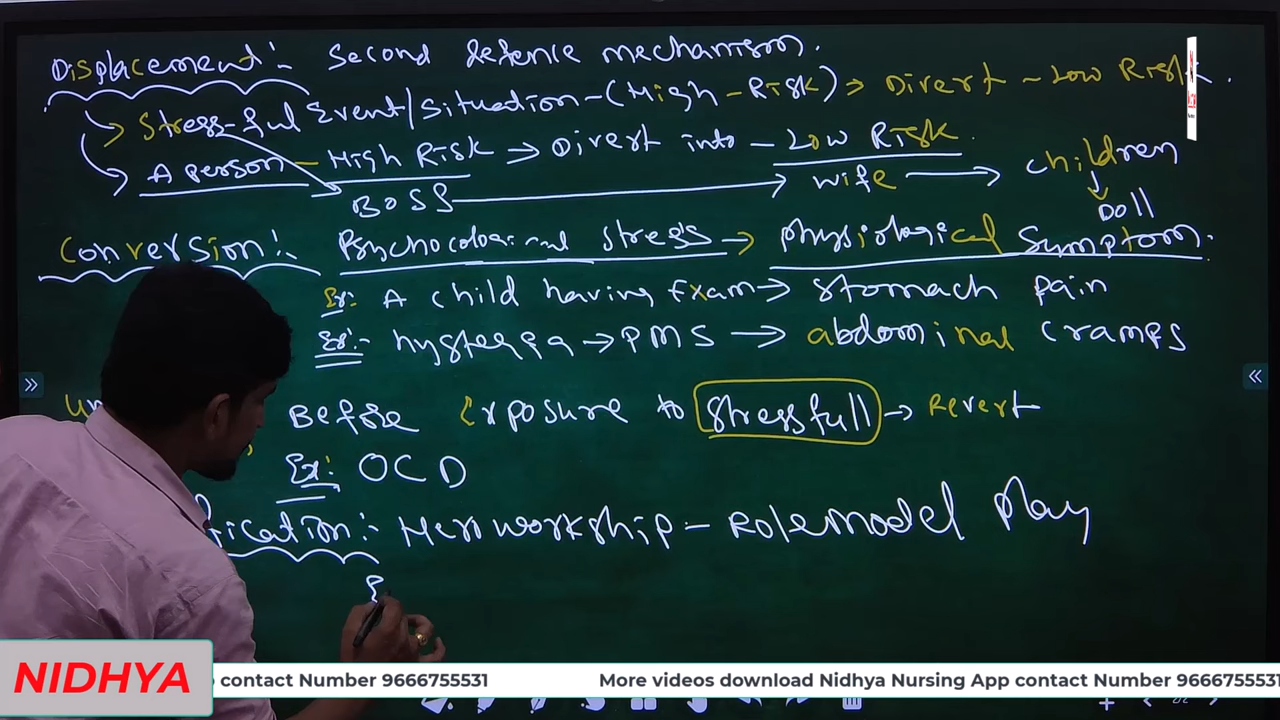 Displacement:- Second defence mechanism.
Stress-ful Event/Situation-(High-Risk)> Divert - Low Risk.
A person - High Risk => Divert into - Low Risk.
BOSS → wife → children
Doll
Conversion:- Psychocological stress → physiological Symptom.
Ex:- A child having Exam → stomach pain
Ex:- hysteria → PMS → abdominal cramps
Before Exposure to stressfull → Revert
Ex:- OCD
fication:- Hero workship - Rolemodel Play
NIDHYA
contact Number 9666755531 More videos download Nidhya Nursing App contact Number 9666755531